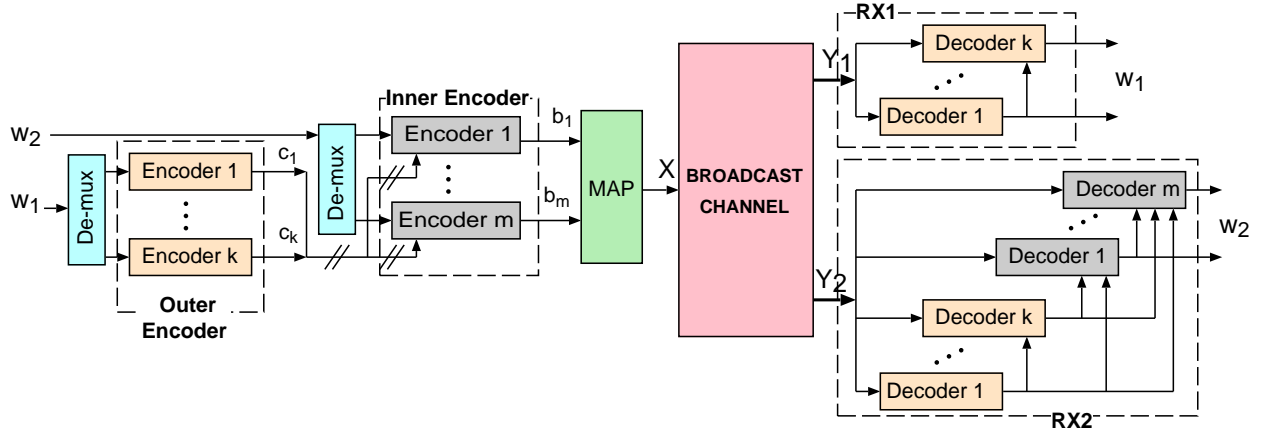 w2
w1
De-mux
Encoder 1
Encoder k
Outer
Encoder
c1
ck
De-mux
Inner Encoder
Encoder 1
Encoder m
b1
bm
MAP
X
BROADCAST
CHANNEL
Y1
Y2
RX1
Decoder k
Decoder 1
w1
Decoder m
Decoder 1
Decoder k
Decoder 1
w2
RX2